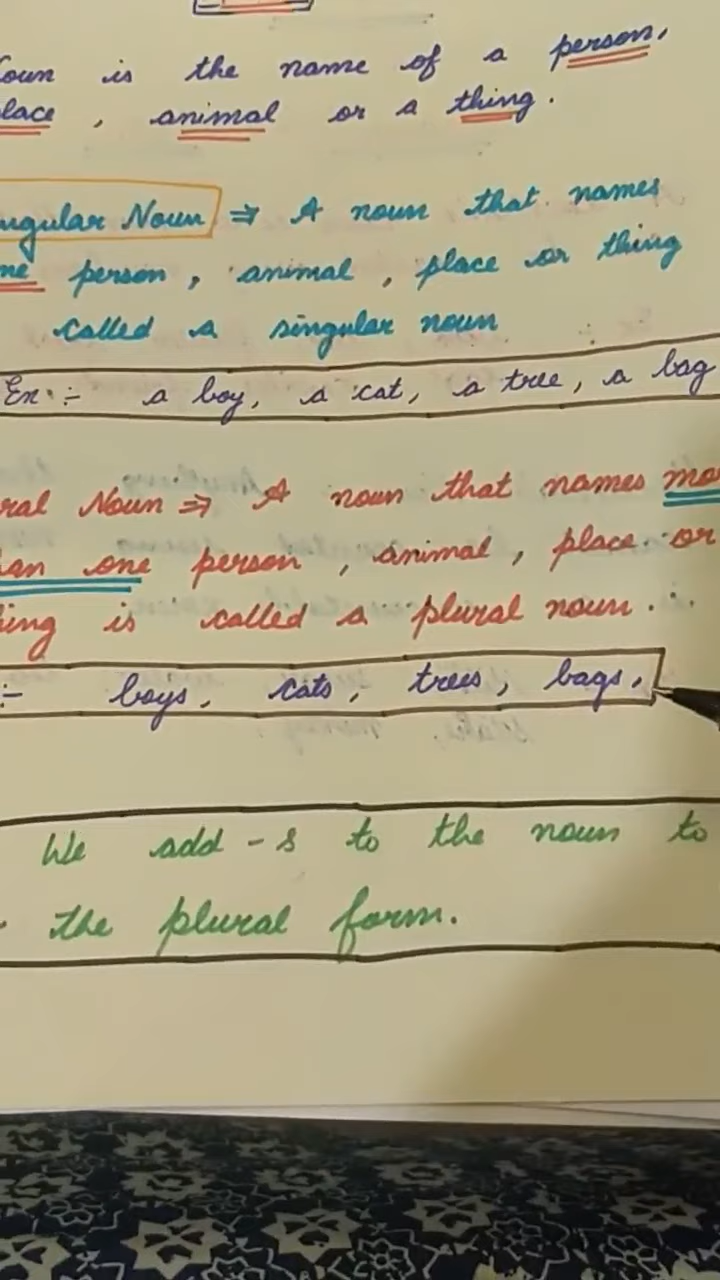 oun is the name of a person,
lace , animal or a thing.
ngular Noun ⇒ A noun that names
ne person , animal , place or thing
called a singular noun
Ex :- a boy, a cat, a tree, a bag
ral Noun ⇒ A noun that names mo
an one person , animal , place or
ing is called a plural noun.
:- boys, cats, trees, bags,
We add -s to the noun to
the plural form.